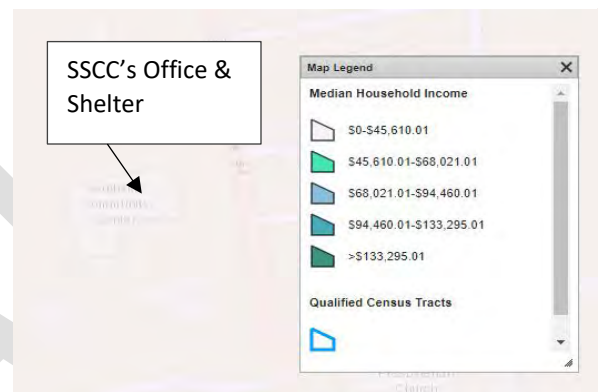 SSCC's Office &
Shelter
Map Legend
Median Household Income
$0-$45,610.01
$45,610.01-$68,021.01
$68,021.01-$94,460.01
$94,460.01-$133,295.01
>$133,295.01
Qualified Census Tracts
Church